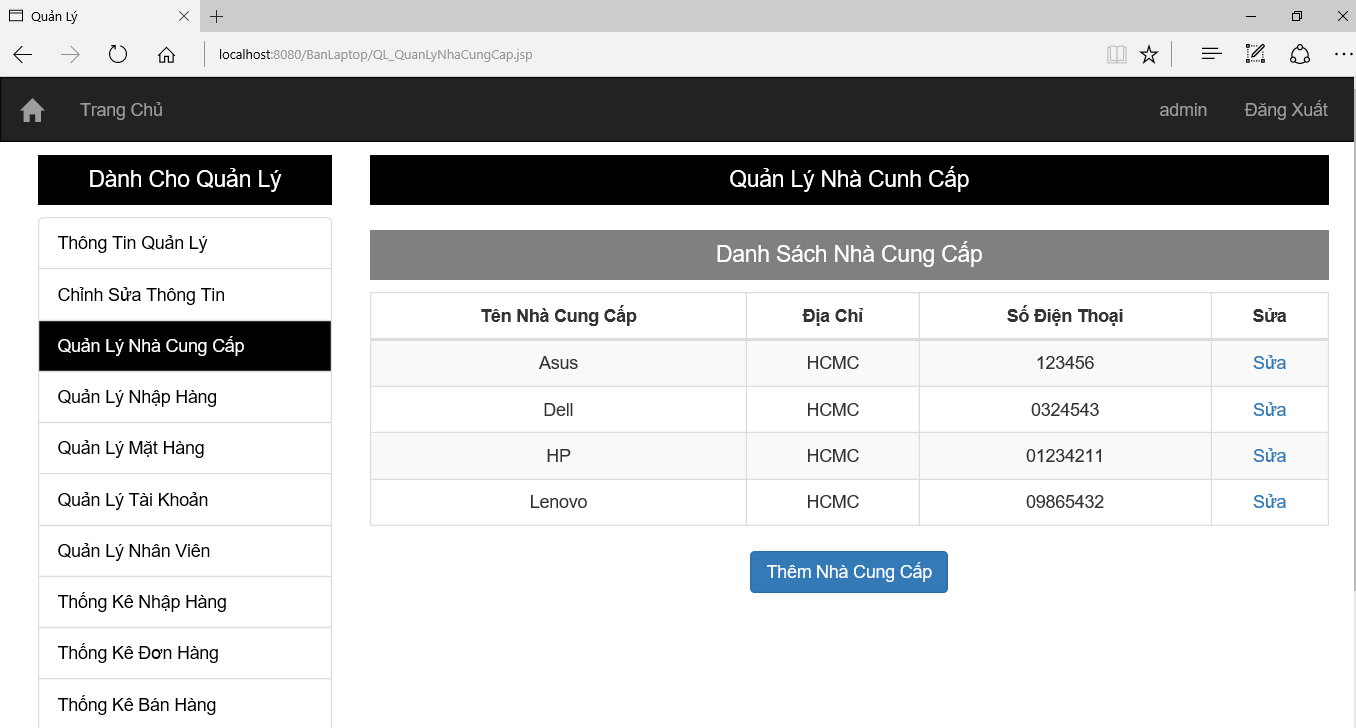 Quản Lý
localhost:8080/BanLaptop/QL_QuanLyNhaCungCap.jsp
Trang Chủ admin Đăng Xuất
Dành Cho Quản Lý
Thông Tin Quản Lý
Chỉnh Sửa Thông Tin
Quản Lý Nhà Cung Cấp
Quản Lý Nhập Hàng
Quản Lý Mặt Hàng
Quản Lý Tài Khoản
Quản Lý Nhân Viên
Thống Kê Nhập Hàng
Thống Kê Đơn Hàng
Thống Kê Bán Hàng
Quản Lý Nhà Cunh Cấp
Danh Sách Nhà Cung Cấp
Tên Nhà Cung Cấp Địa Chỉ Số Điện Thoại Sửa
Asus HCMC 123456 Sửa
Dell HCMC 0324543 Sửa
HP HCMC 01234211 Sửa
Lenovo HCMC 09865432 Sửa
Thêm Nhà Cung Cấp